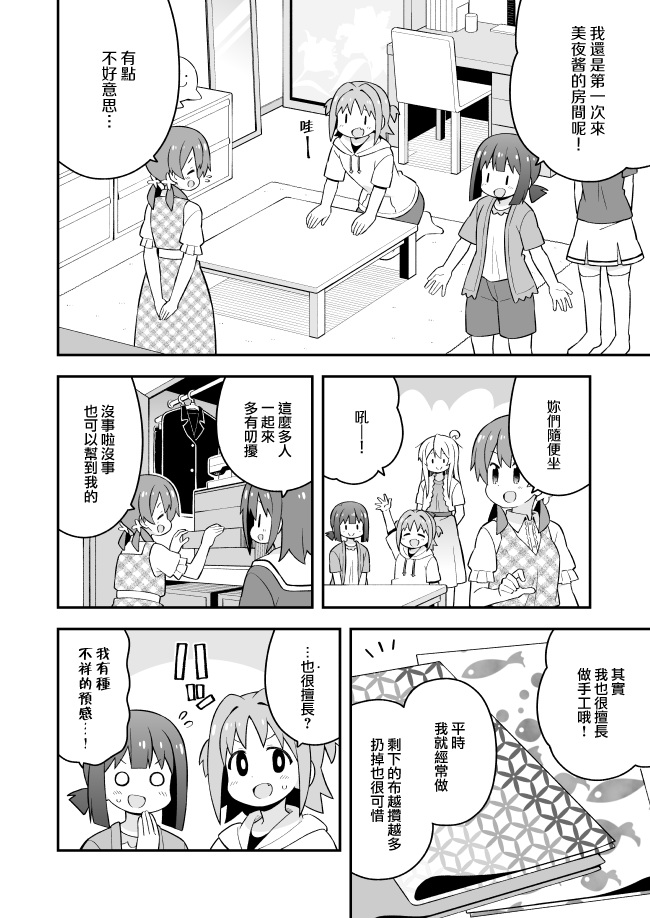 我還是第一次來
美夜醬的房間呢！
哇ー
有點
不好意思…
妳們隨便坐
吼——！
這麼多人
一起來
多有叨擾
沒事啦沒事
也可以幫到我的
其實
我也很擅長
做手工哦！
平時
我就經常做
剩下的布越攢越多
扔掉也很可惜
…也很擅長？
我有種
不祥的預感…！